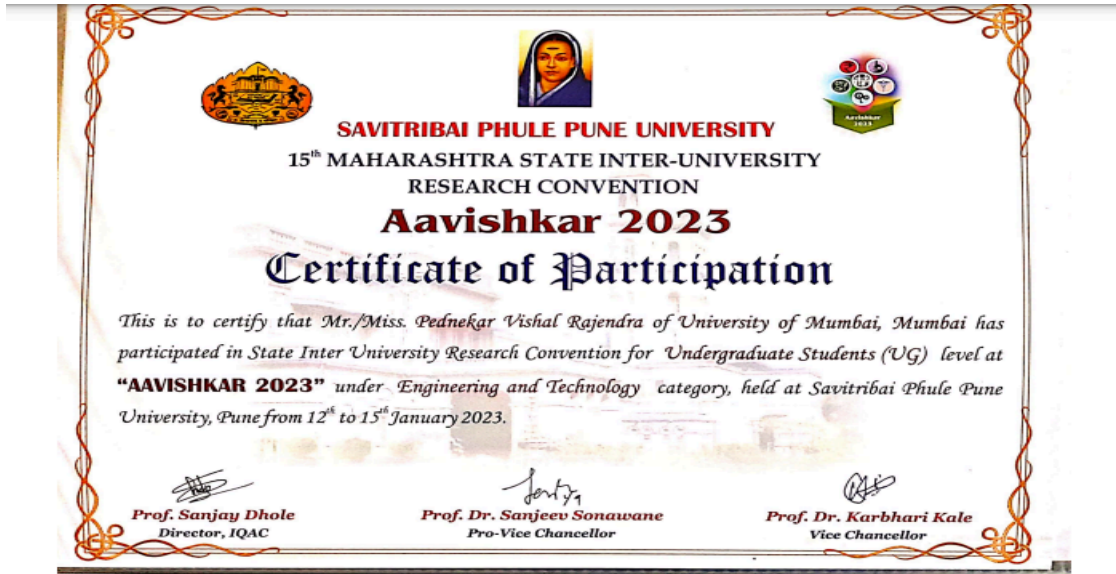 Aavishkar
2023
SAVITRIBAI PHULE PUNE UNIVERSITY
15th MAHARASHTRA STATE INTER-UNIVERSITY
RESEARCH CONVENTION
Aavishkar 2023
Certificate of Participation
This is to certify that Mr./Miss. Pednekar Vishal Rajendra of University of Mumbai, Mumbai has
participated in State Inter University Research Convention for Undergraduate Students (UG) level at
“AAVISHKAR 2023” under Engineering and Technology category, held at Savitribai Phule Pune
University, Pune from 12th to 15th January 2023.
Prof. Sanjay Dhole
Director, IQAC
Prof. Dr. Sanjeev Sonawane
Pro-Vice Chancellor
Prof. Dr. Karbhari Kale
Vice Chancellor